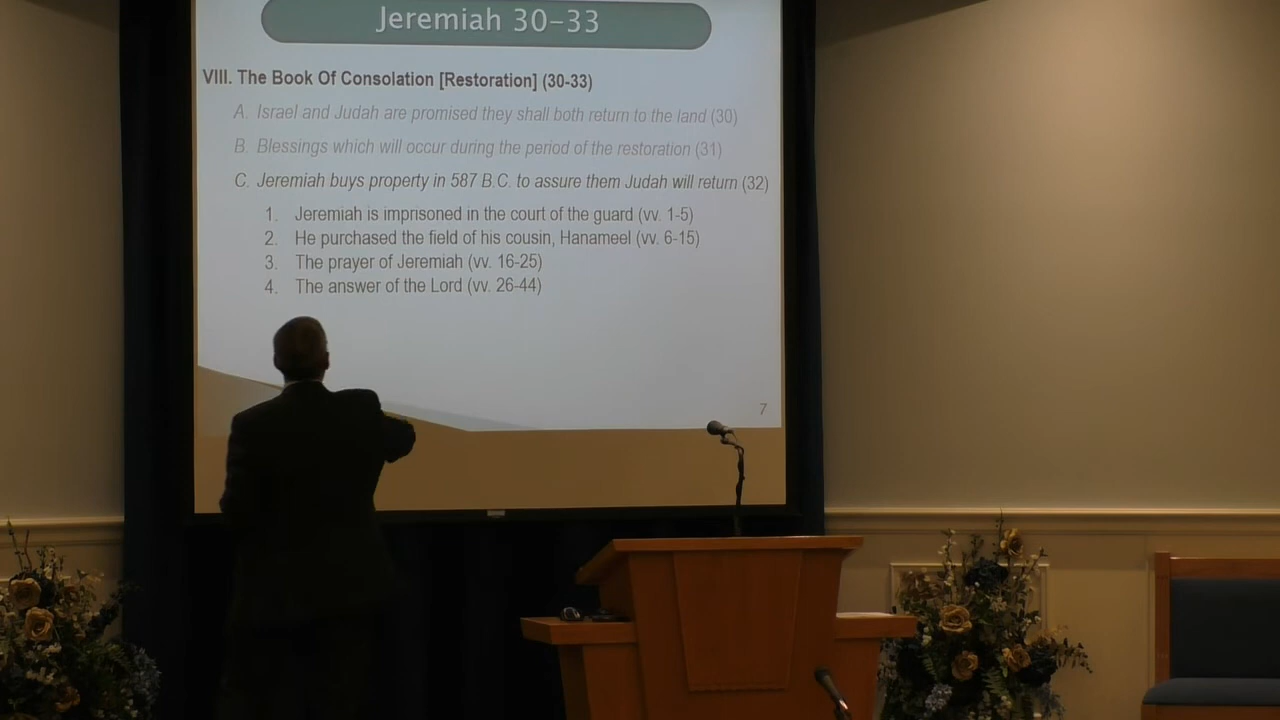 Jeremiah 30-33
VIII. The Book Of Consolation [Restoration] (30-33)
A. Israel and Judah are promised they shall both return to the land (30)
B. Blessings which will occur during the period of the restoration (31)
C. Jeremiah buys property in 587 B.C. to assure them Judah will return (32)
1. Jeremiah is imprisoned in the court of the guard (vv. 1-5)
2. He purchased the field of his cousin, Hanameel (vv. 6-15)
3. The prayer of Jeremiah (vv. 16-25)
4. The answer of the Lord (vv. 26-44)
7